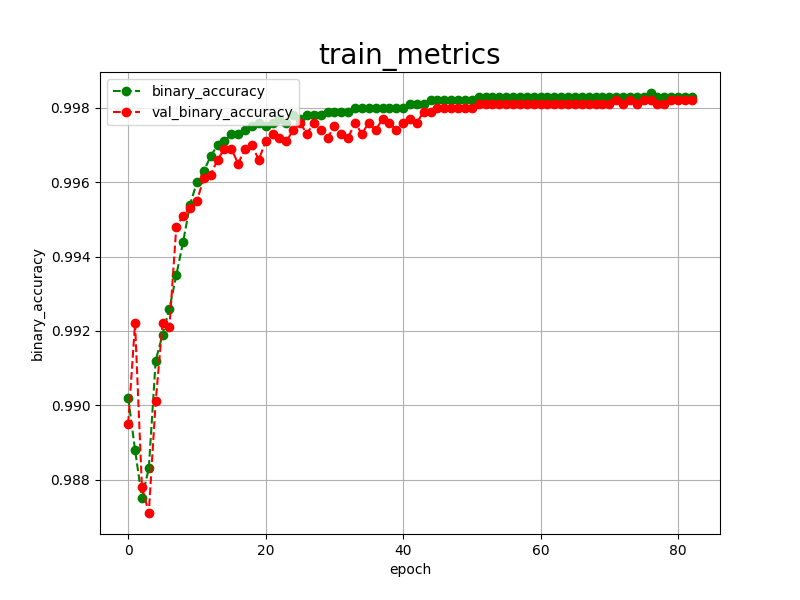 train_metrics
binary_accuracy
val_binary_accuracy
0.998
0.996
0.994
0.992
0.990
0.988
binary_accuracy
0 20 40 60 80
epoch